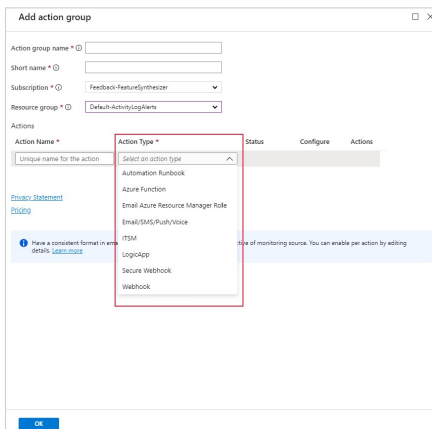 Add action group
Action group name *
Short name *
Subscription * Feedback-FeatureSynthesizer
Resource group * Default-ActivityLogAlerts
Actions
Action Name * Action Type * Status Configure Actions
Unique name for the action Select an action type
Automation Runbook
Azure Function
Email Azure Resource Manager Role
Email/SMS/Push/Voice
ITSM
LogicApp
Secure Webhook
Webhook
Privacy Statement
Pricing
Have a consistent format in ema tive of monitoring source. You can enable per action by editing
details. Learn more
OK